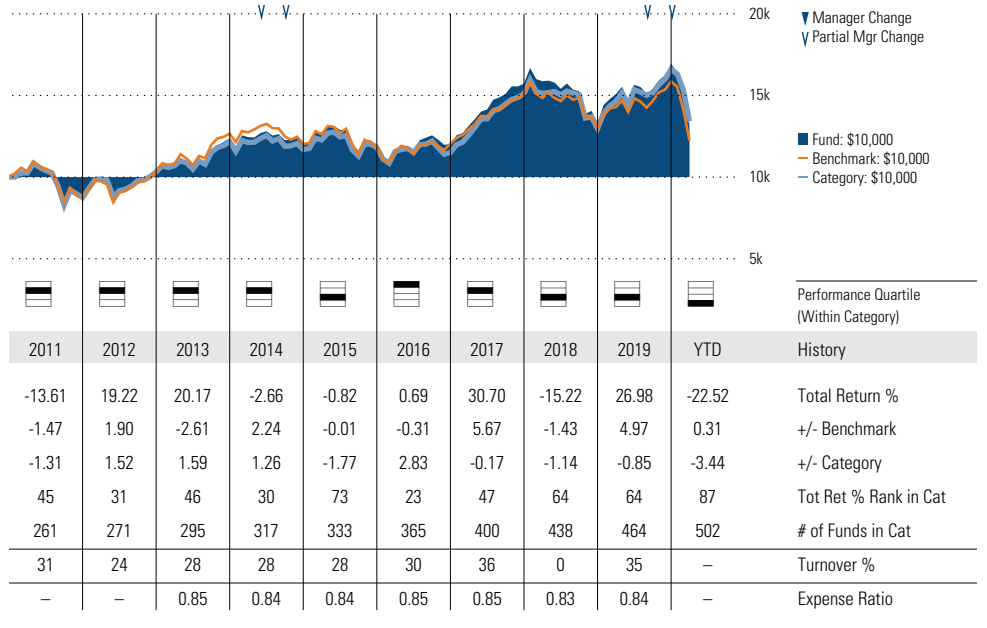 20k
Manager Change
Partial Mgr Change
15k
Fund: $10,000
Benchmark: $10,000
Category: $10,000
10k
5k
Performance Quartile
(Within Category)
2011 2012 2013 2014 2015 2016 2017 2018 2019 YTD History
-13.61 19.22 20.17 -2.66 -0.82 0.69 30.70 -15.22 26.98 -22.52 Total Return %
-1.47 1.90 -2.61 2.24 -0.01 -0.31 5.67 -1.43 4.97 0.31 +/- Benchmark
-1.31 1.52 1.59 1.26 -1.77 2.83 -0.17 -1.14 -0.85 -3.44 +/- Category
45 31 46 30 73 23 47 64 64 87 Tot Ret % Rank in Cat
261 271 295 317 333 365 400 438 464 502 # of Funds in Cat
31 24 28 28 28 30 36 0 35 – Turnover %
– – 0.85 0.84 0.84 0.85 0.85 0.83 0.84 – Expense Ratio